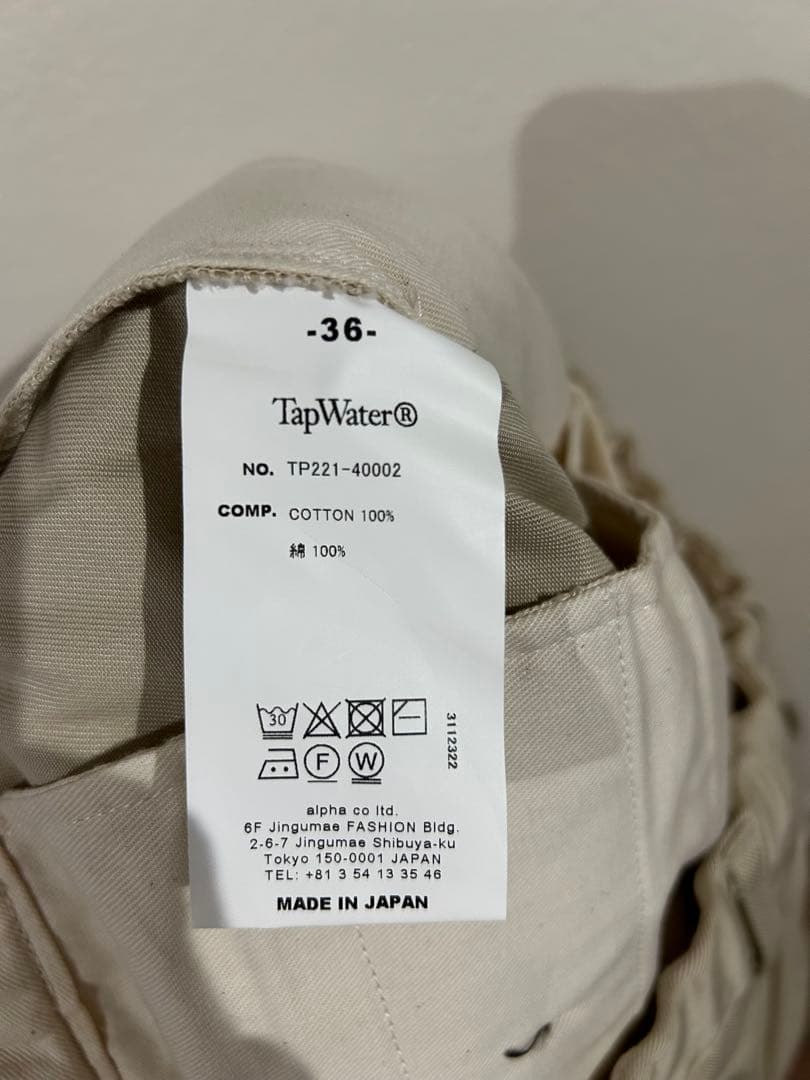 -36-
TapWater®
NO. TP221-40002
COMP. COTTON 100%
綿 100%
30
F W
3112322
alpha co ltd.
6F Jingumae FASHION Bldg.
2-6-7 Jingumae Shibuya-ku
Tokyo 150-0001 JAPAN
TEL: +81 3 54 13 35 46
MADE IN JAPAN